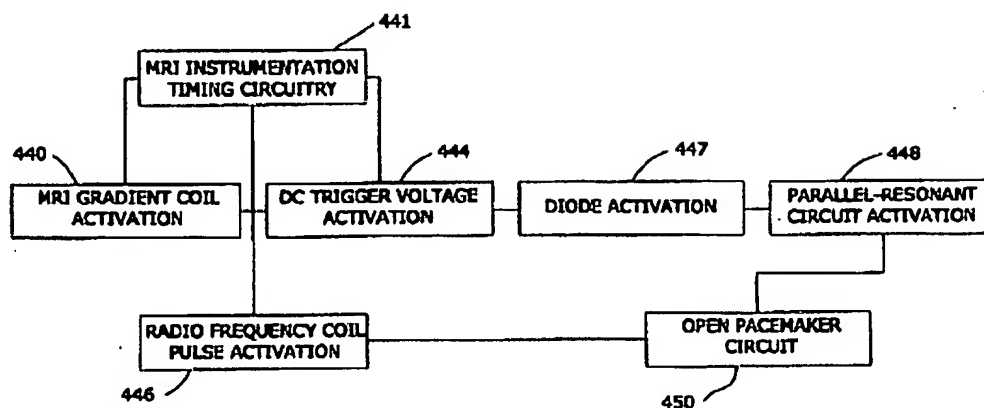 441
MRI INSTRUMENTATION
TIMING CIRCUITRY
440
444
447
448
MRI GRADIENT COIL
ACTIVATION
DC TRIGGER VOLTAGE
ACTIVATION
DIODE ACTIVATION
PARALLEL-RESONANT
CIRCUIT ACTIVATION
RADIO FREQUENCY COIL
PULSE ACTIVATION
OPEN PACEMAKER
CIRCUIT
446
450